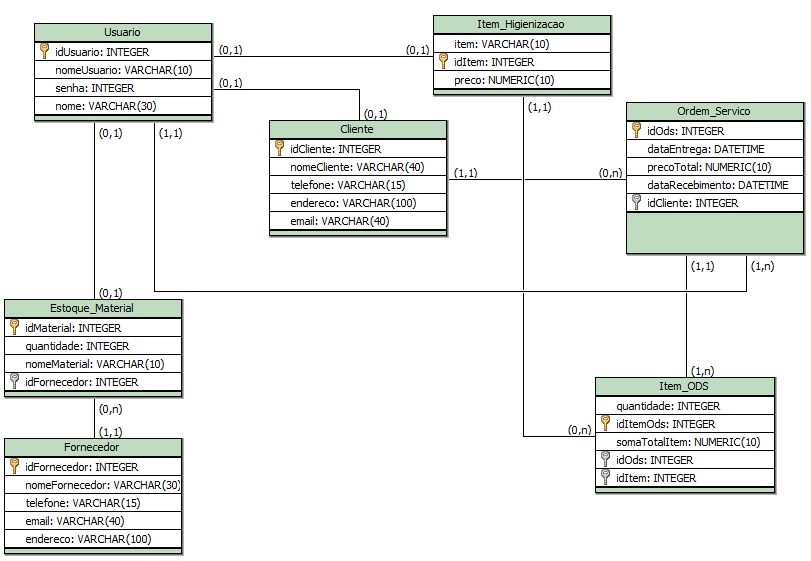 Usuario
idUsuario: INTEGER
nomeUsuario: VARCHAR(10)
senha: INTEGER
nome: VARCHAR(30)
(0,1)
(0,1)
(0,1)
(0,1)
(0,1)
(1,1)
Item_Higienizacao
item: VARCHAR(10)
idItem: INTEGER
preco: NUMERIC(10)
(1,1)
Cliente
idCliente: INTEGER
nomeCliente: VARCHAR(40)
telefone: VARCHAR(15)
endereco: VARCHAR(100)
email: VARCHAR(40)
(1,1)
(0,n)
Ordem_Servico
idOds: INTEGER
dataEntrega: DATETIME
precoTotal: NUMERIC(10)
dataRecebimento: DATETIME
idCliente: INTEGER
(1,1)
(1,n)
(0,1)
Estoque_Material
idMaterial: INTEGER
quantidade: INTEGER
nomeMaterial: VARCHAR(10)
idFornecedor: INTEGER
(0,n)
(1,1)
Fornecedor
idFornecedor: INTEGER
nomeFornecedor: VARCHAR(30)
telefone: VARCHAR(15)
email: VARCHAR(40)
endereco: VARCHAR(100)
(1,n)
(0,n)
Item_ODS
quantidade: INTEGER
idItemOds: INTEGER
somaTotalItem: NUMERIC(10)
idOds: INTEGER
idItem: INTEGER